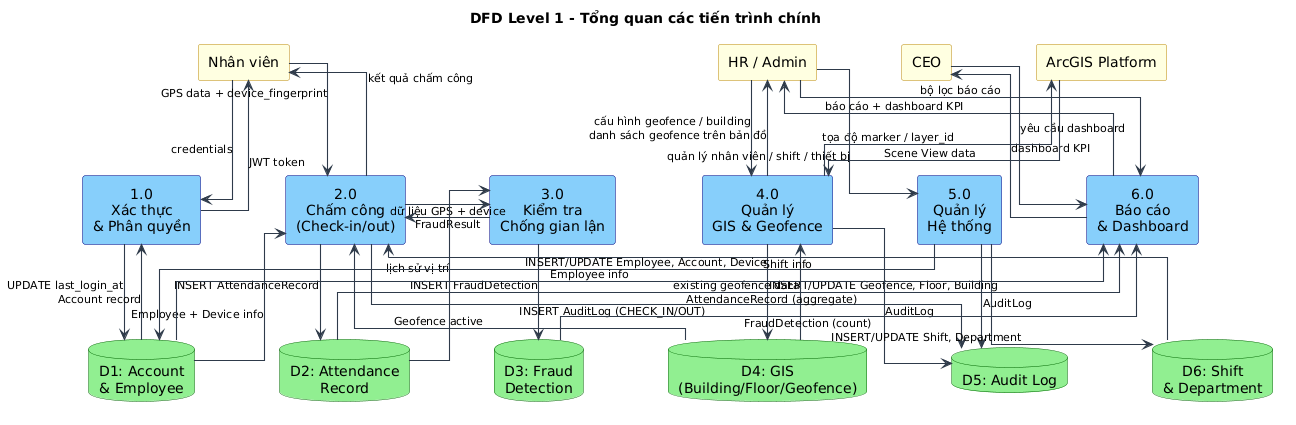 DFD Level 1 - Tổng quan các tiến trình chính
Nhân viên
HR / Admin
CEO
ArcGIS Platform
kết quả chấm công
GPS data + device_fingerprint
bộ lọc báo cáo
báo cáo + dashboard KPI
cấu hình geofence / building
danh sách geofence trên bản đồ
yêu cầu dashboard
tọa độ marker / layer_id
credentials
dashboard KPI
Scene View data
quản lý nhân viên / shift / thiết bị
JWT token
1.0
Xác thực
& Phân quyền
2.0
Chấm công
(Check-in/out)
3.0
Kiểm tra
Chống gian lận
4.0
Quản lý
GIS & Geofence
5.0
Quản lý
Hệ thống
6.0
Báo cáo
& Dashboard
dữ liệu GPS + device
FraudResult
lịch sử vị trí
INSERT/UPDATE Employee, Account, Device
Shift info
Employee info
UPDATE last_login_at
INSERT AttendanceRecord
INSERT FraudDetection
existing geofence data
INSERT/UPDATE Geofence, Floor, Building
Account record
AttendanceRecord (aggregate)
AuditLog
Employee + Device info
INSERT AuditLog (CHECK_IN/OUT)
AuditLog
Geofence active
FraudDetection (count)
INSERT/UPDATE Shift, Department
D1: Account
& Employee
D2: Attendance
Record
D3: Fraud
Detection
D4: GIS
(Building/Floor/Geofence)
D5: Audit Log
D6: Shift
& Department